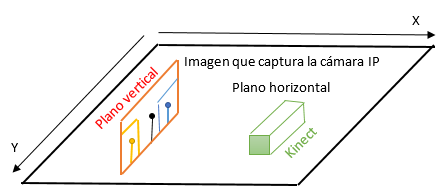 X
Imagen que captura la cámara IP
Plano horizontal
Plano vertical
Kinect
Y